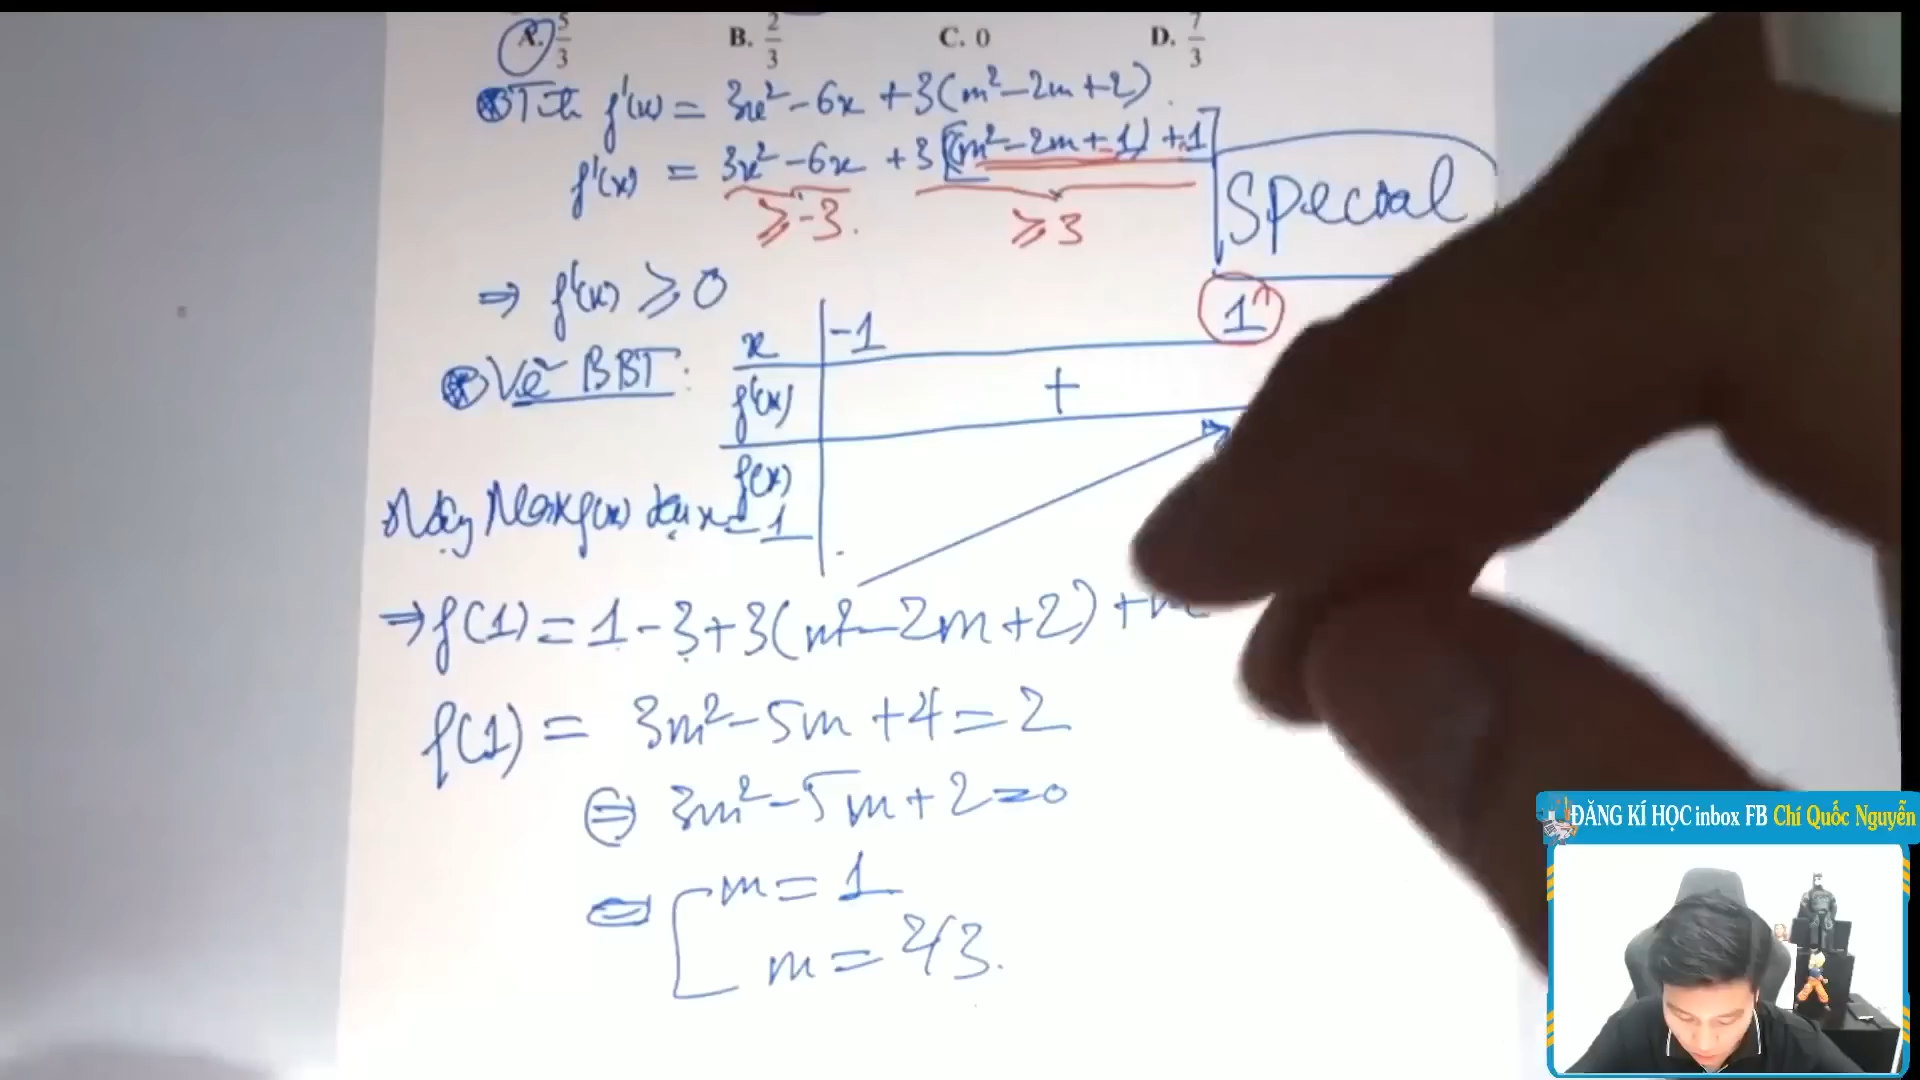 A. 5/3 B. 2/3 C. 0 D. 7/3
Tính f'(x) = 3x² - 6x + 3(m² - 2m + 2)
f'(x) = 3x² - 6x + 3[(m² - 2m + 1) + 1]
≥ -3. ≥ 3
Special
⇒ f'(x) ≥ 0
Vẽ BBT:
x -1 1
f'(x) +
f(x)
Vậy Max f(x) tại x = 1
⇒ f(1) = 1 - 3 + 3(m² - 2m + 2) + m
f(1) = 3m² - 5m + 4 = 2
⇔ 3m² - 5m + 2 = 0
⇔ [ m = 1
m = 2/3.
ĐĂNG KÍ HỌC inbox FB Chí Quốc Nguyễn